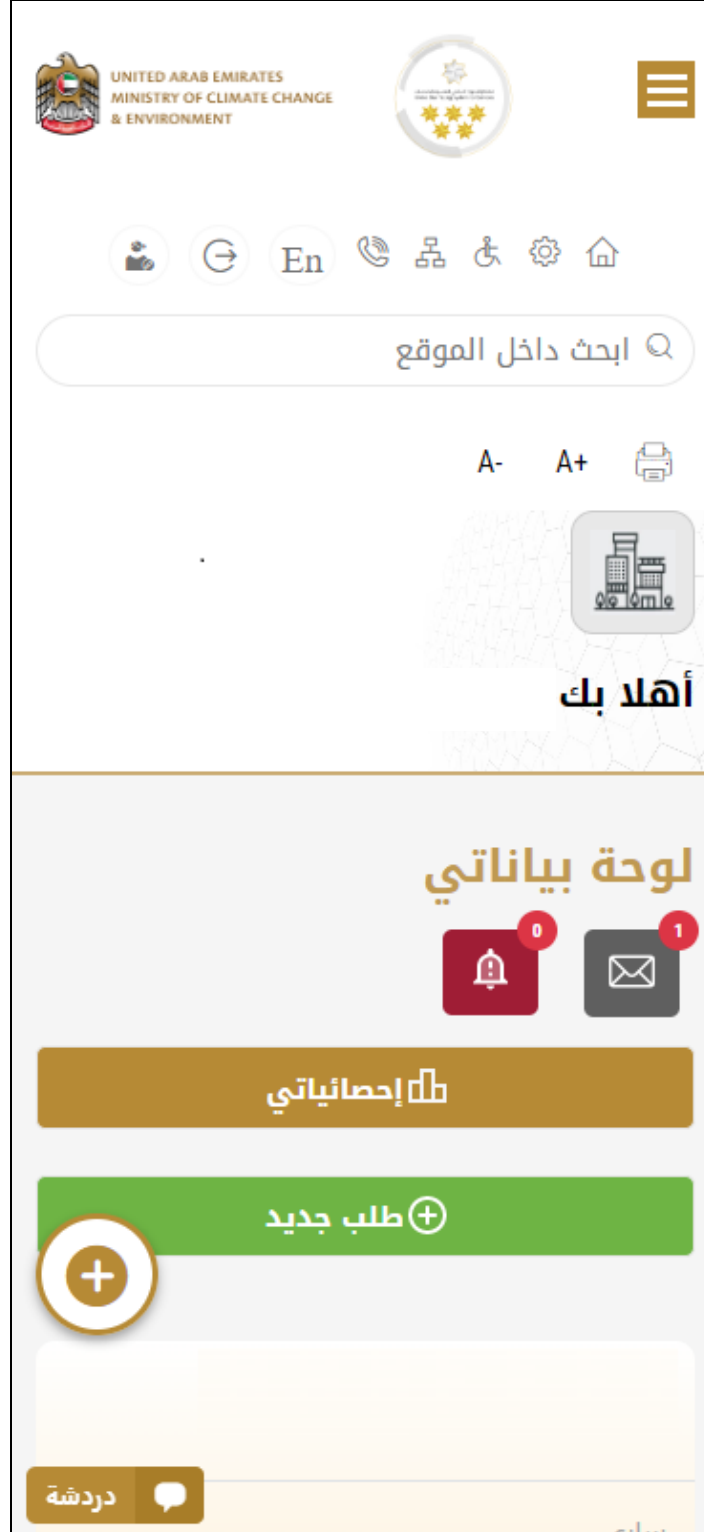 UNITED ARAB EMIRATES
MINISTRY OF CLIMATE CHANGE
& ENVIRONMENT
En
ابحث داخل الموقع
A+ A-
أهلا بك
لوحة بياناتي
1 0
إحصائياتي
طلب جديد
دردشة